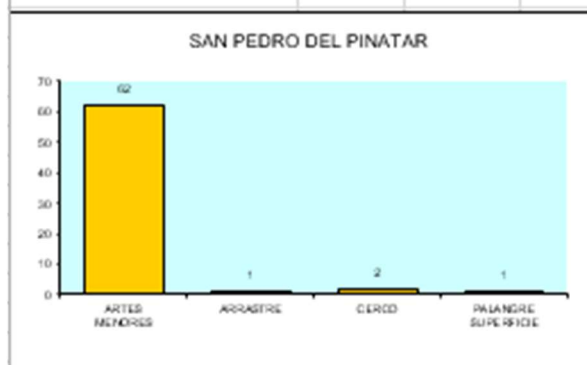 SAN PEDRO DEL PINATAR
70
60
50
40
30
20
10
0
62
1
2
1
ARTES
MENORES
ARRASTRE
CERCO
PALANGRE
SUPERFICIE